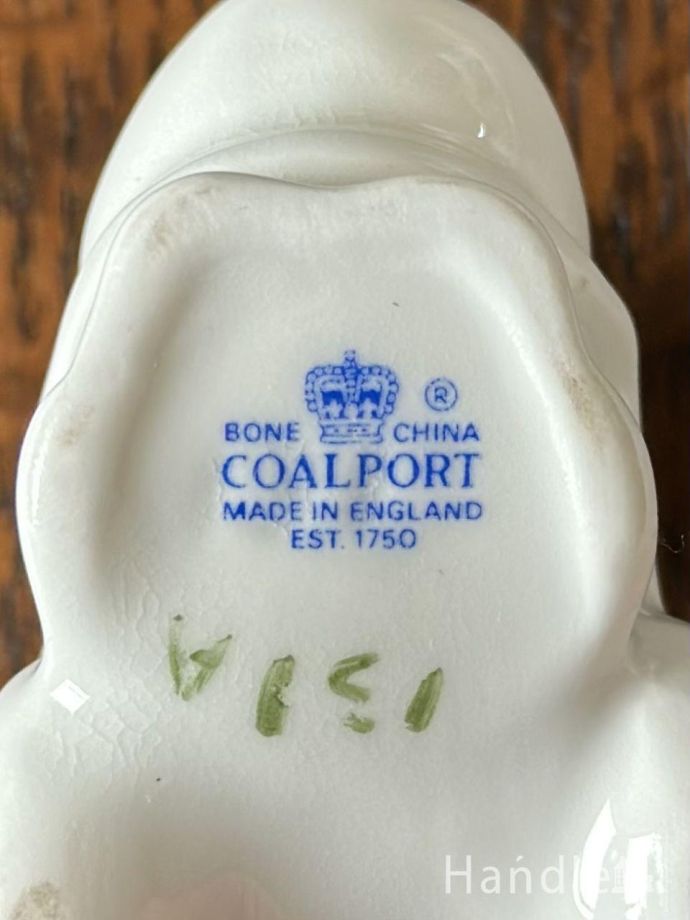 ®
BONE CHINA
COALPORT
MADE IN ENGLAND
EST. 1750
Handle